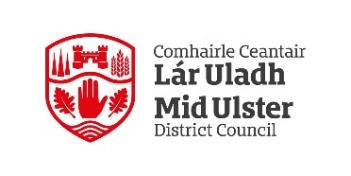 Comhairle Ceantair
Lár Uladh
Mid Ulster
District Council